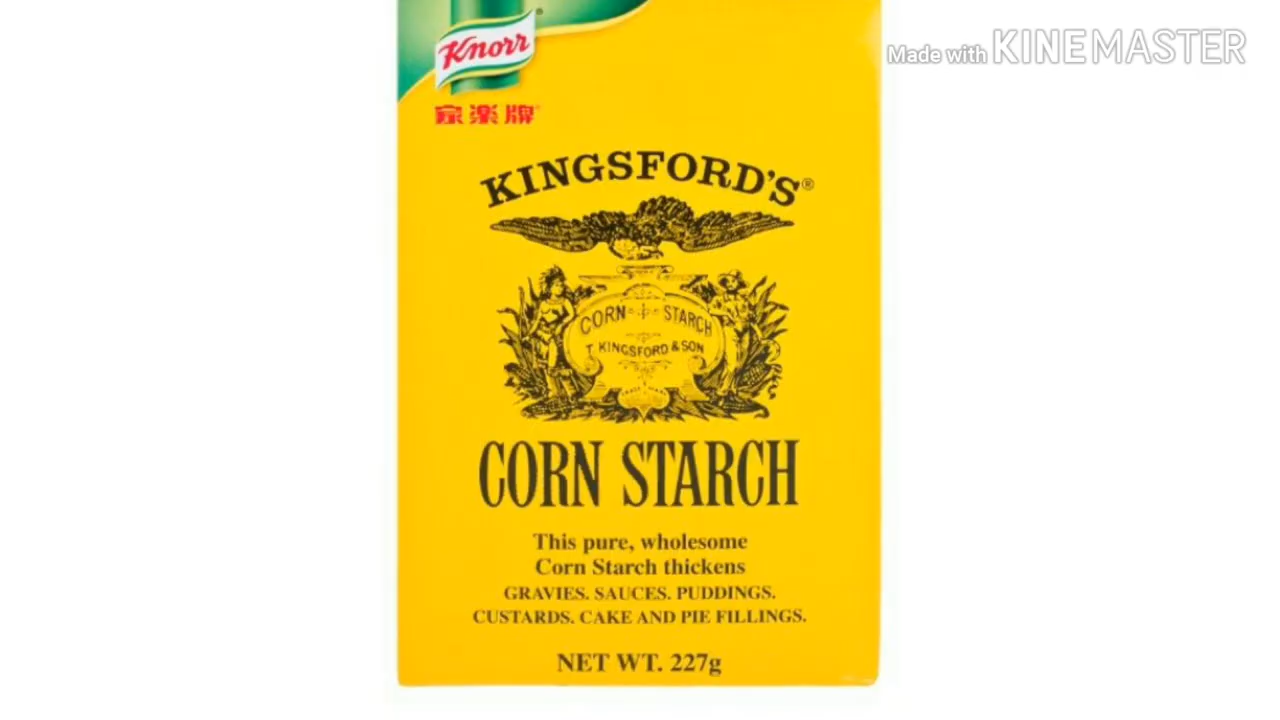 Made with KINEMASTER
Knorr
家樂牌
KINGSFORD'S®
CORN STARCH
T. KINGSFORD & SON
CORN STARCH
This pure, wholesome
Corn Starch thickens
GRAVIES. SAUCES. PUDDINGS.
CUSTARDS. CAKE AND PIE FILLINGS.
NET WT. 227g